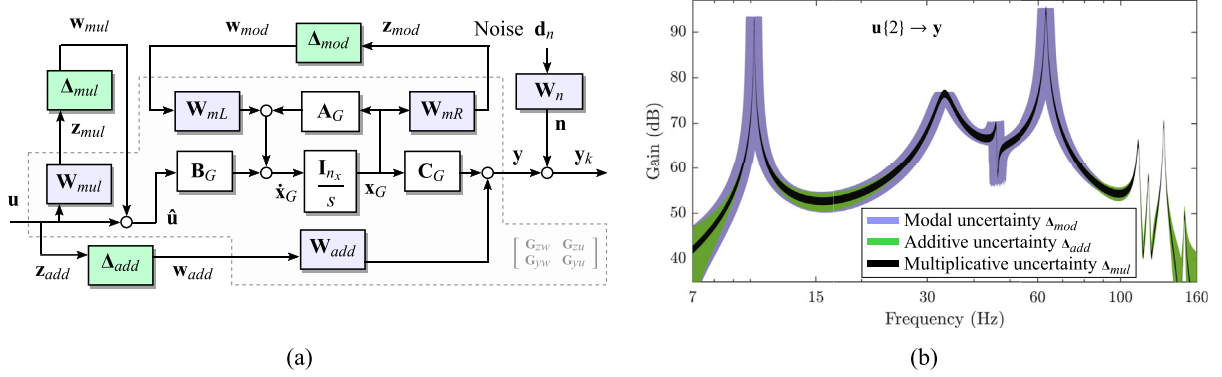 w_mul
w_mod
z_mod
Noise d_n
Δ_mod
Δ_mul
W_n
W_mL
A_G
W_mR
z_mul
n
W_mul
B_G
I_{n_x}
s
C_G
y
y_k
ẋ_G
x_G
u
û
W_add
Δ_add
z_add
w_add
G_zw G_zu
G_yw G_yu
(a)
u{2} → y
Gain (dB)
90
80
70
60
50
40
Modal uncertainty Δ_mod
Additive uncertainty Δ_add
Multiplicative uncertainty Δ_mul
7 15 30 60 100 160
Frequency (Hz)
(b)